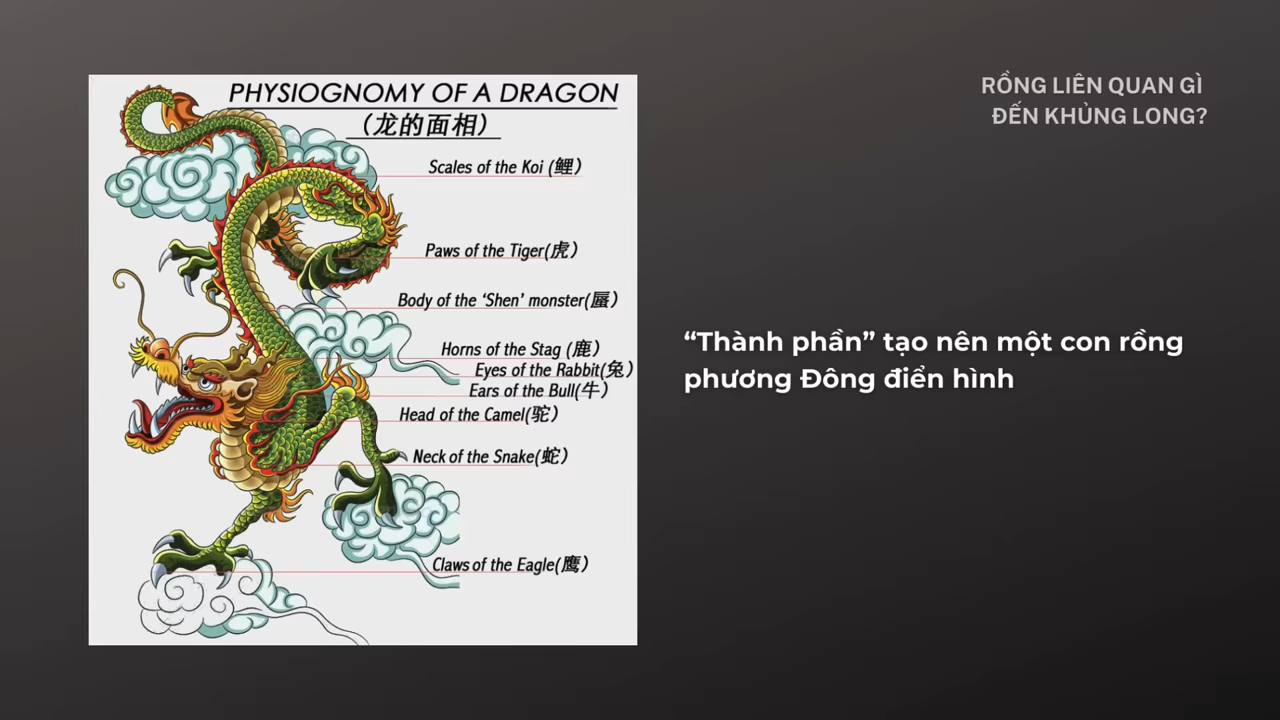 RỒNG LIÊN QUAN GÌ
ĐẾN KHỦNG LONG?
PHYSIOGNOMY OF A DRAGON
(龙的面相)
Scales of the Koi (鲤)
Paws of the Tiger(虎)
Body of the ‘Shen’ monster(蜃)
Horns of the Stag (鹿)
Eyes of the Rabbit(兔)
Ears of the Bull(牛)
Head of the Camel(驼)
Neck of the Snake(蛇)
Claws of the Eagle(鹰)
“Thành phần” tạo nên một con rồng
phương Đông điển hình